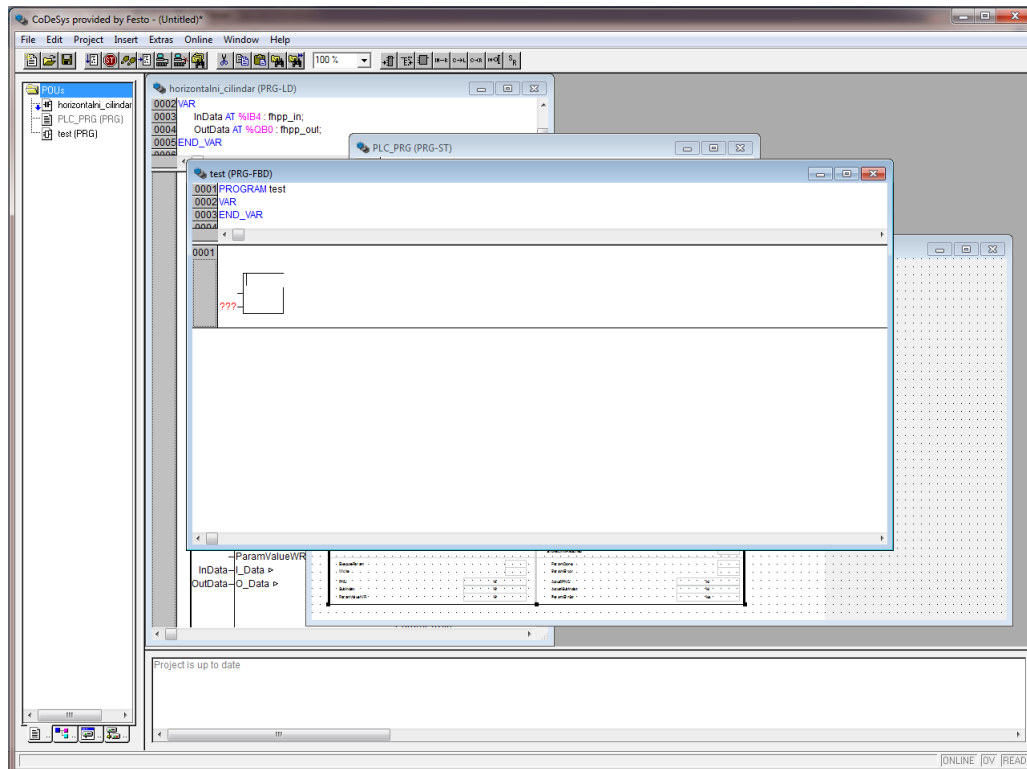 CoDeSys provided by Festo - (Untitled)*
File Edit Project Insert Extras Online Window Help
100 %
POUs
horizontalni_cilindar
PLC_PRG (PRG)
test (PRG)
horizontalni_cilindar (PRG-LD)
0002 VAR
0003 InData AT %IB4 : fhpp_in;
0004 OutData AT %QB0 : fhpp_out;
0005 END_VAR
0006
PLC_PRG (PRG-ST)
test (PRG-FBD)
0001 PROGRAM test
0002 VAR
0003 END_VAR
0004
0001
???
ParamValueWR
InData I_Data
OutData O_Data
Project is up to date
ONLINE OV READ